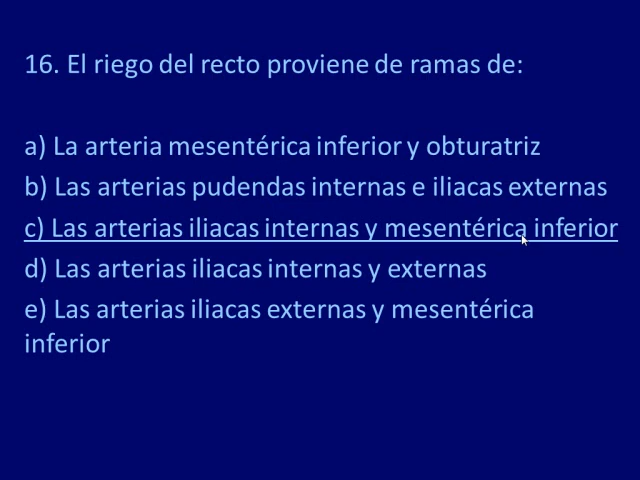 16. El riego del recto proviene de ramas de:
a) La arteria mesentérica inferior y obturatriz
b) Las arterias pudendas internas e iliacas externas
c) Las arterias iliacas internas y mesentérica inferior
d) Las arterias iliacas internas y externas
e) Las arterias iliacas externas y mesentérica
inferior